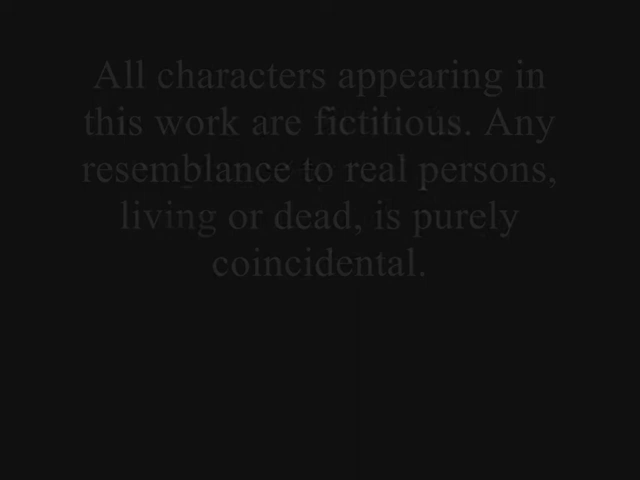 All characters appearing in
this work are fictitious. Any
resemblance to real persons,
living or dead, is purely
coincidental.